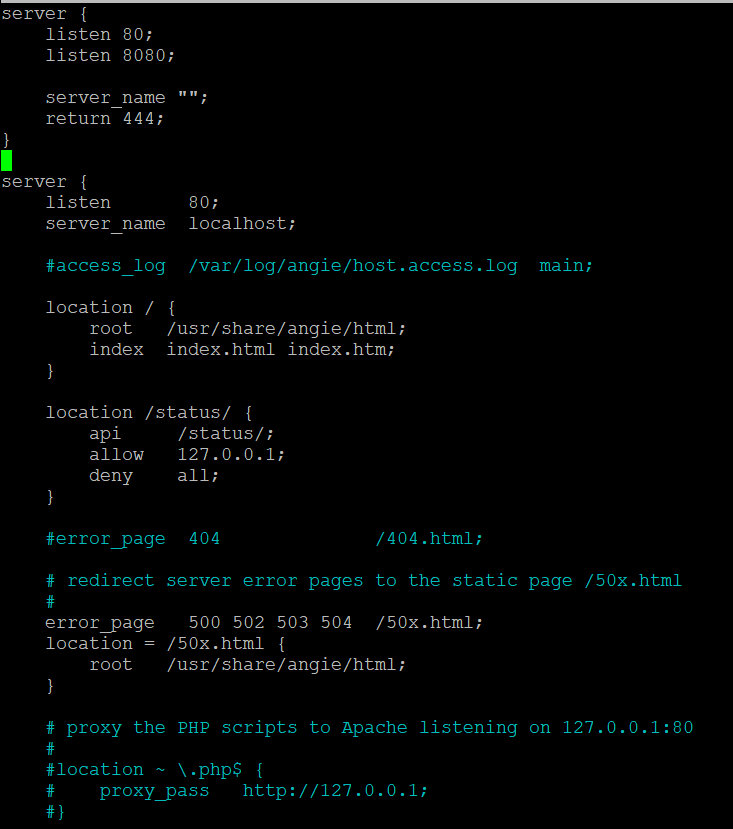 server {
    listen 80;
    listen 8080;

    server_name "";
    return 444;
}

server {
    listen       80;
    server_name  localhost;

    #access_log  /var/log/angie/host.access.log  main;

    location / {
        root   /usr/share/angie/html;
        index  index.html index.htm;
    }

    location /status/ {
        api     /status/;
        allow   127.0.0.1;
        deny    all;
    }

    #error_page  404              /404.html;

    # redirect server error pages to the static page /50x.html
    #
    error_page   500 502 503 504  /50x.html;
    location = /50x.html {
        root   /usr/share/angie/html;
    }

    # proxy the PHP scripts to Apache listening on 127.0.0.1:80
    #
    #location ~ \.php$ {
    #    proxy_pass   http://127.0.0.1;
    #}